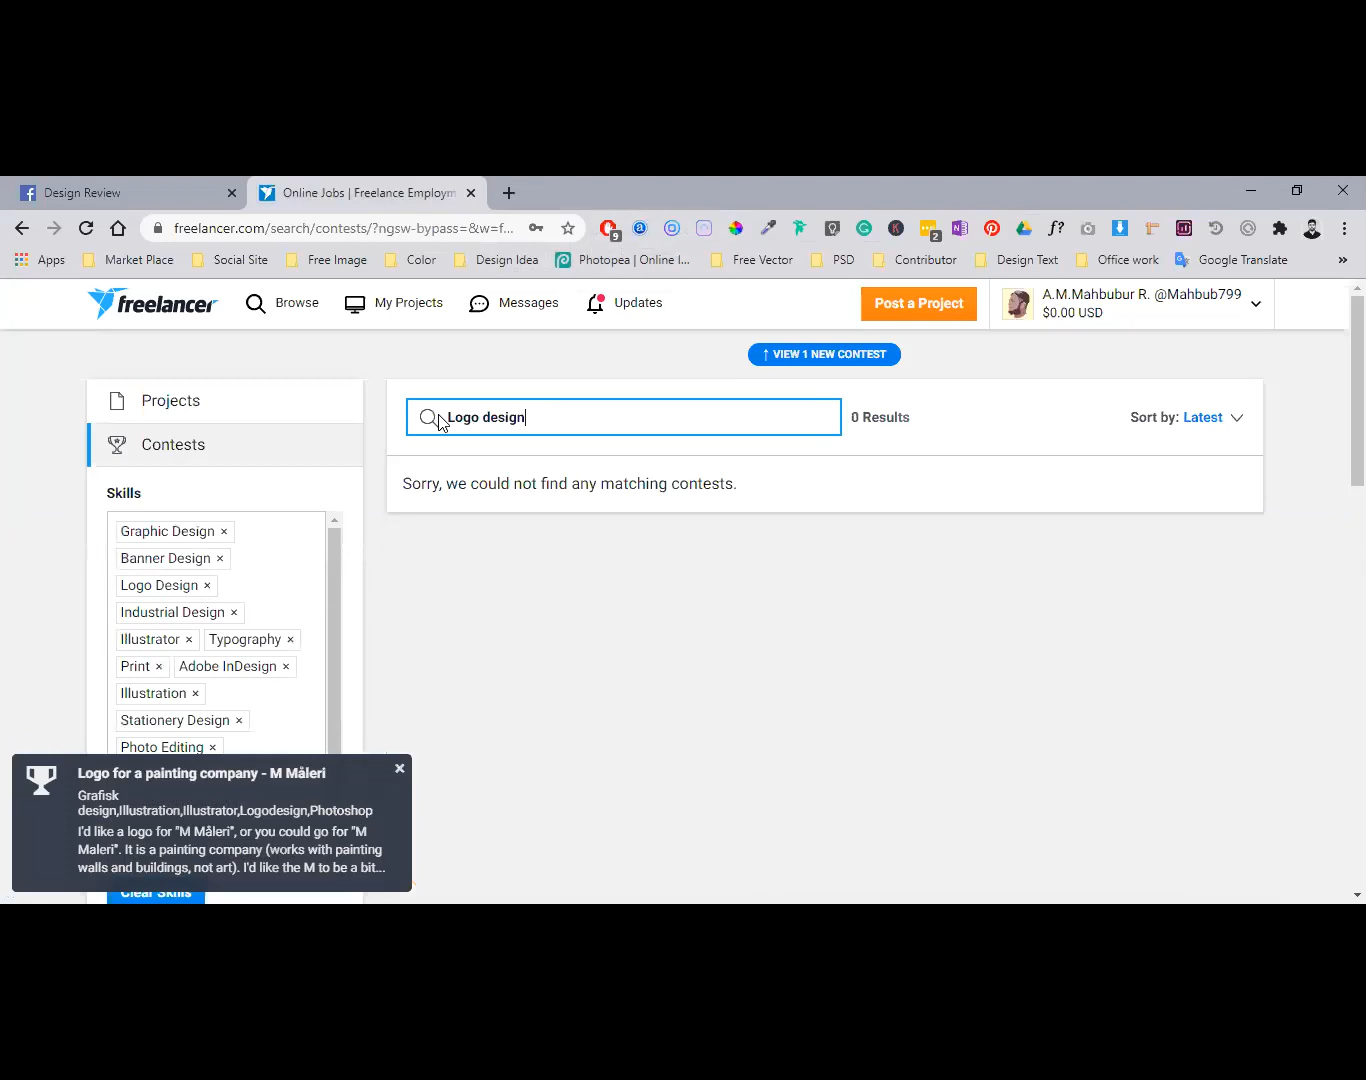 Design Review
Online Jobs | Freelance Employm
freelancer.com/search/contests/?ngsw-bypass=&w=f...
9
f?
2
Apps
Market Place
Social Site
Free Image
Color
Design Idea
Photopea | Online I...
Free Vector
PSD
Contributor
Design Text
Office work
Google Translate
»
freelancer
Browse
My Projects
Messages
Updates
Post a Project
A.M.Mahbubur R. @Mahbub799
$0.00 USD
↑ VIEW 1 NEW CONTEST
Projects
Contests
Logo design
0 Results
Sort by: Latest
Sorry, we could not find any matching contests.
Skills
Graphic Design ×
Banner Design ×
Logo Design ×
Industrial Design ×
Illustrator × Typography ×
Print × Adobe InDesign ×
Illustration ×
Stationery Design ×
Photo Editing ×
Logo for a painting company - M Måleri
Grafisk
design,Illustration,Illustrator,Logodesign,Photoshop
I'd like a logo for "M Måleri", or you could go for "M
Maleri". It is a painting company (works with painting
walls and buildings, not art). I'd like the M to be a bit...
Clear Skills